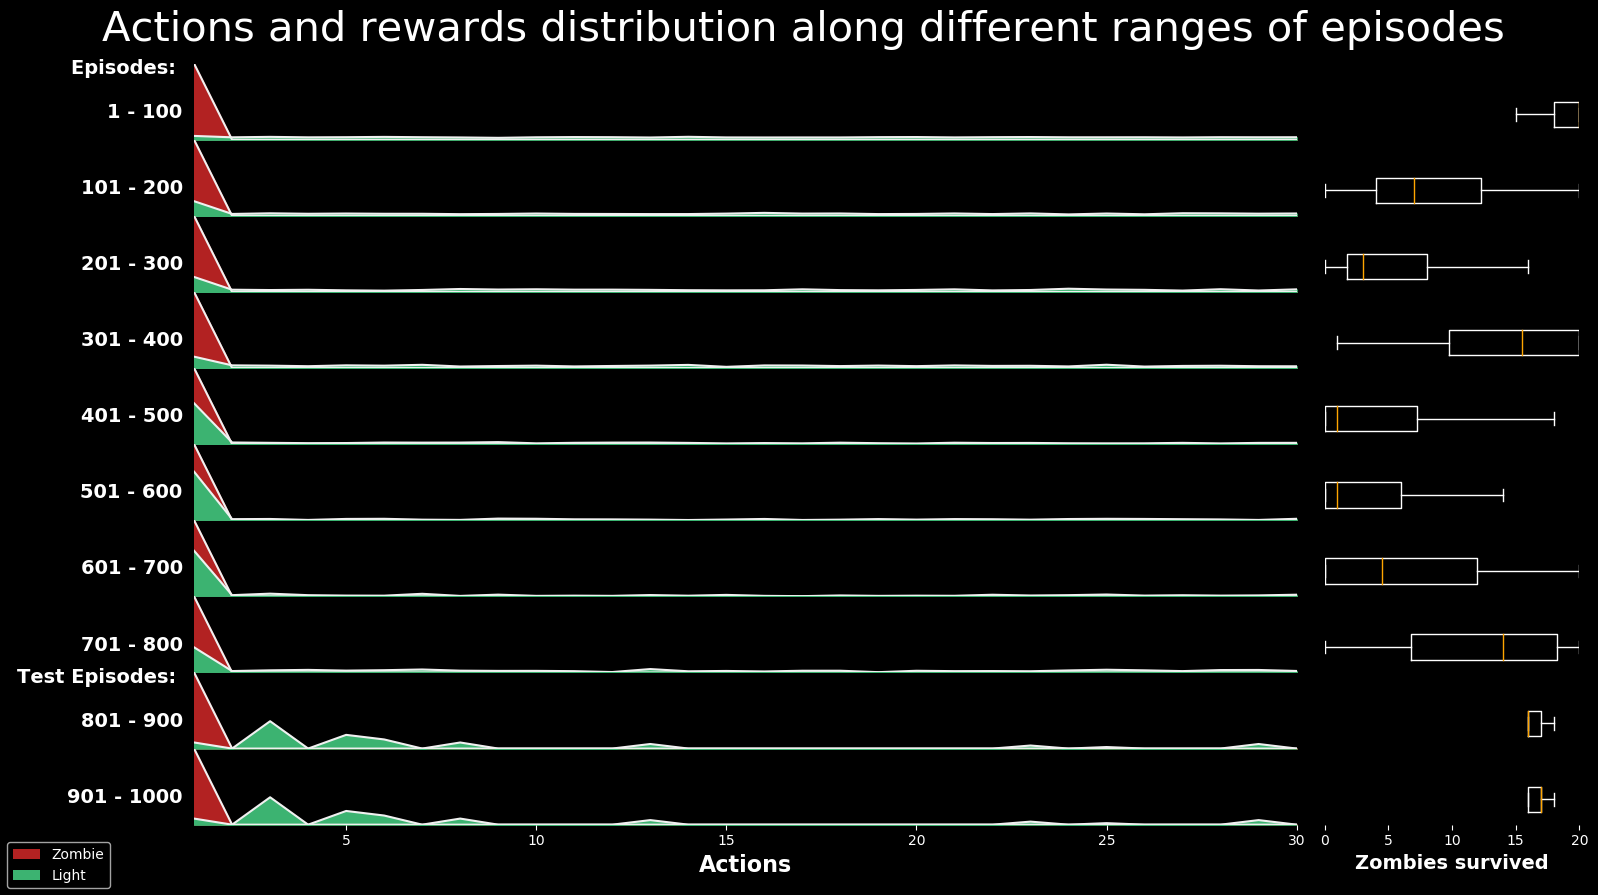 Actions and rewards distribution along different ranges of episodes
Episodes:
1 - 100
101 - 200
201 - 300
301 - 400
401 - 500
501 - 600
601 - 700
701 - 800
Test Episodes:
801 - 900
901 - 1000
5 10 15 20 25 30
Actions
0 5 10 15 20
Zombies survived
Zombie
Light